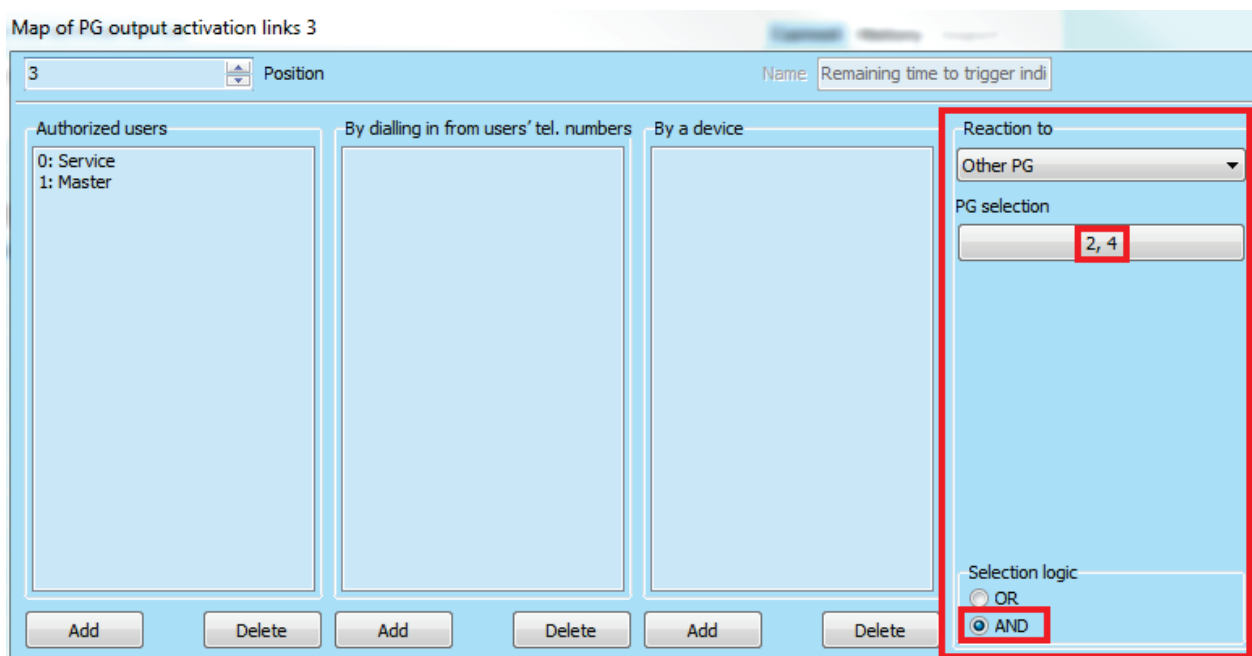 Map of PG output activation links 3
3 Position Name Remaining time to trigger indi
Authorized users By dialling in from users’ tel. numbers By a device Reaction to
0: Service
1: Master
Other PG
PG selection
2, 4
Selection logic
OR
AND
Add Delete Add Delete Add Delete